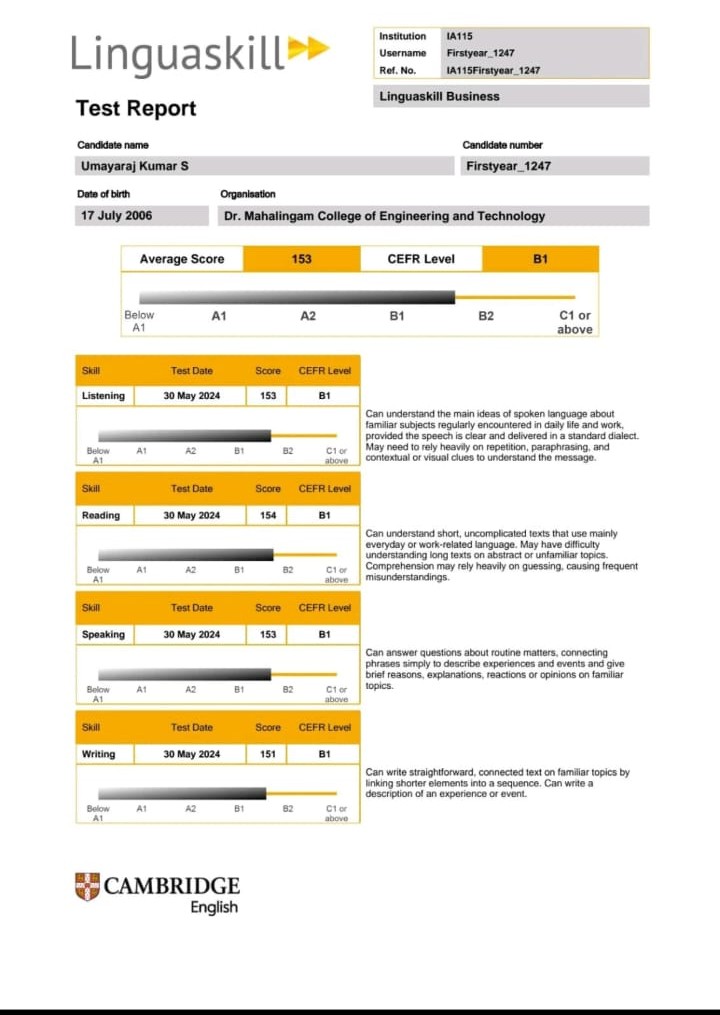 Linguaskill
Institution IA115
Username Firstyear_1247
Ref. No. IA115Firstyear_1247
Linguaskill Business
Test Report
Candidate name Candidate number
Umayaraj Kumar S Firstyear_1247
Date of birth Organisation
17 July 2006 Dr. Mahalingam College of Engineering and Technology
Average Score 153 CEFR Level B1
Below A1 A1 A2 B1 B2 C1 or above
Skill Test Date Score CEFR Level
Listening 30 May 2024 153 B1
Below A1 A1 A2 B1 B2 C1 or above
Can understand the main ideas of spoken language about
familiar subjects regularly encountered in daily life and work,
provided the speech is clear and delivered in a standard dialect.
May need to rely heavily on repetition, paraphrasing, and
contextual or visual clues to understand the message.
Skill Test Date Score CEFR Level
Reading 30 May 2024 154 B1
Below A1 A1 A2 B1 B2 C1 or above
Can understand short, uncomplicated texts that use mainly
everyday or work-related language. May have difficulty
understanding long texts on abstract or unfamiliar topics.
Comprehension may rely heavily on guessing, causing frequent
misunderstandings.
Skill Test Date Score CEFR Level
Speaking 30 May 2024 153 B1
Below A1 A1 A2 B1 B2 C1 or above
Can answer questions about routine matters, connecting
phrases simply to describe experiences and events and give
brief reasons, explanations, reactions or opinions on familiar
topics.
Skill Test Date Score CEFR Level
Writing 30 May 2024 151 B1
Below A1 A1 A2 B1 B2 C1 or above
Can write straightforward, connected text on familiar topics by
linking shorter elements into a sequence. Can write a
description of an experience or event.
CAMBRIDGE
English